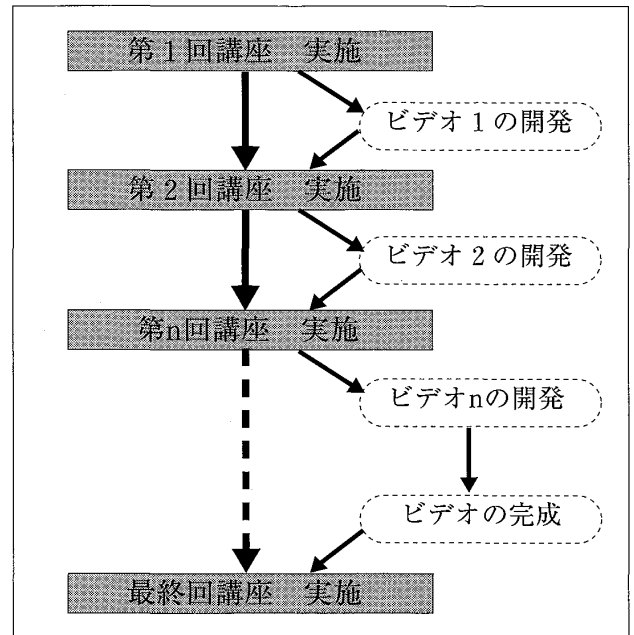 第1回講座 実施
ビデオ1の開発
第2回講座 実施
ビデオ2の開発
第n回講座 実施
ビデオnの開発
ビデオの完成
最終回講座 実施